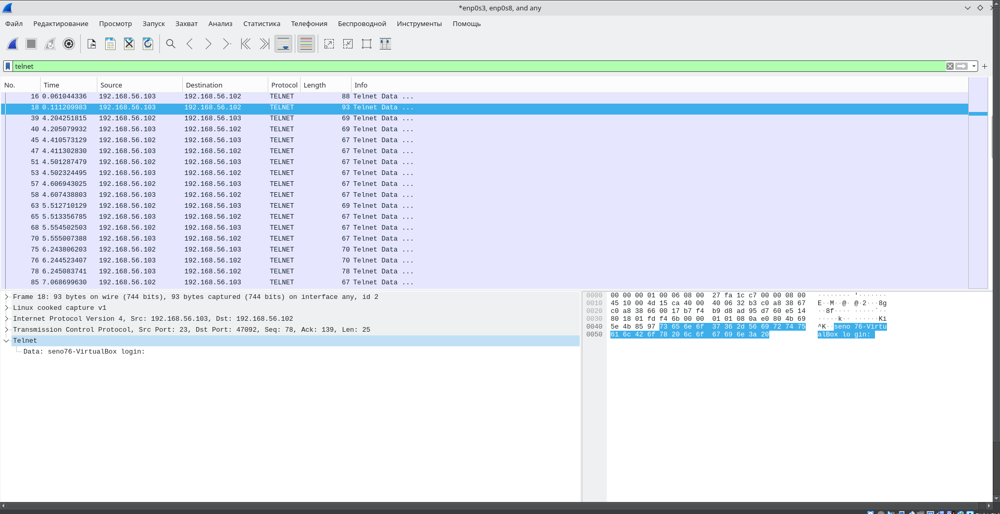 *enp0s3, enp0s8, and any
Файл Редактирование Просмотр Запуск Захват Анализ Статистика Телефония Беспроводной Инструменты Помощь
telnet
No. Time Source Destination Protocol Length Info
16 0.061044336 192.168.56.103 192.168.56.102 TELNET 88 Telnet Data ...
18 0.111209983 192.168.56.103 192.168.56.102 TELNET 93 Telnet Data ...
39 4.204251815 192.168.56.102 192.168.56.103 TELNET 69 Telnet Data ...
40 4.205079932 192.168.56.103 192.168.56.102 TELNET 69 Telnet Data ...
45 4.410573129 192.168.56.102 192.168.56.103 TELNET 67 Telnet Data ...
47 4.411302830 192.168.56.103 192.168.56.102 TELNET 67 Telnet Data ...
51 4.501287479 192.168.56.102 192.168.56.103 TELNET 67 Telnet Data ...
53 4.502324495 192.168.56.103 192.168.56.102 TELNET 67 Telnet Data ...
57 4.606943025 192.168.56.102 192.168.56.103 TELNET 67 Telnet Data ...
58 4.607438803 192.168.56.103 192.168.56.102 TELNET 67 Telnet Data ...
63 5.512710129 192.168.56.102 192.168.56.103 TELNET 69 Telnet Data ...
65 5.513356785 192.168.56.103 192.168.56.102 TELNET 67 Telnet Data ...
68 5.554502503 192.168.56.102 192.168.56.103 TELNET 67 Telnet Data ...
70 5.555007388 192.168.56.103 192.168.56.102 TELNET 67 Telnet Data ...
75 6.243806203 192.168.56.102 192.168.56.103 TELNET 70 Telnet Data ...
76 6.244523407 192.168.56.103 192.168.56.102 TELNET 70 Telnet Data ...
78 6.245083741 192.168.56.103 192.168.56.102 TELNET 78 Telnet Data ...
85 7.068699630 192.168.56.102 192.168.56.103 TELNET 67 Telnet Data ...
Frame 18: 93 bytes on wire (744 bits), 93 bytes captured (744 bits) on interface any, id 2
Linux cooked capture v1
Internet Protocol Version 4, Src: 192.168.56.103, Dst: 192.168.56.102
Transmission Control Protocol, Src Port: 23, Dst Port: 47092, Seq: 78, Ack: 139, Len: 25
Telnet
Data: seno76-VirtualBox login:
0000 00 00 00 01 00 06 08 00 27 fa 1c c7 00 00 08 00 ········ '·······
0010 45 10 00 4d 15 ca 40 00 40 06 32 b3 c0 a8 38 67 E··M··@· @·2···8g
0020 c0 a8 38 66 00 17 b7 f4 b9 d8 ad 95 d7 60 e5 14 ··8f···· ·····`··
0030 80 18 01 fd f4 6b 00 00 01 01 08 0a e0 80 4b 69 ·····k·· ······Ki
0040 5e 4b 85 97 73 65 6e 6f 37 36 2d 56 69 72 74 75 ^K··seno 76-Virtu
0050 61 6c 42 6f 78 20 6c 6f 67 69 6e 3a 20 alBox lo gin: